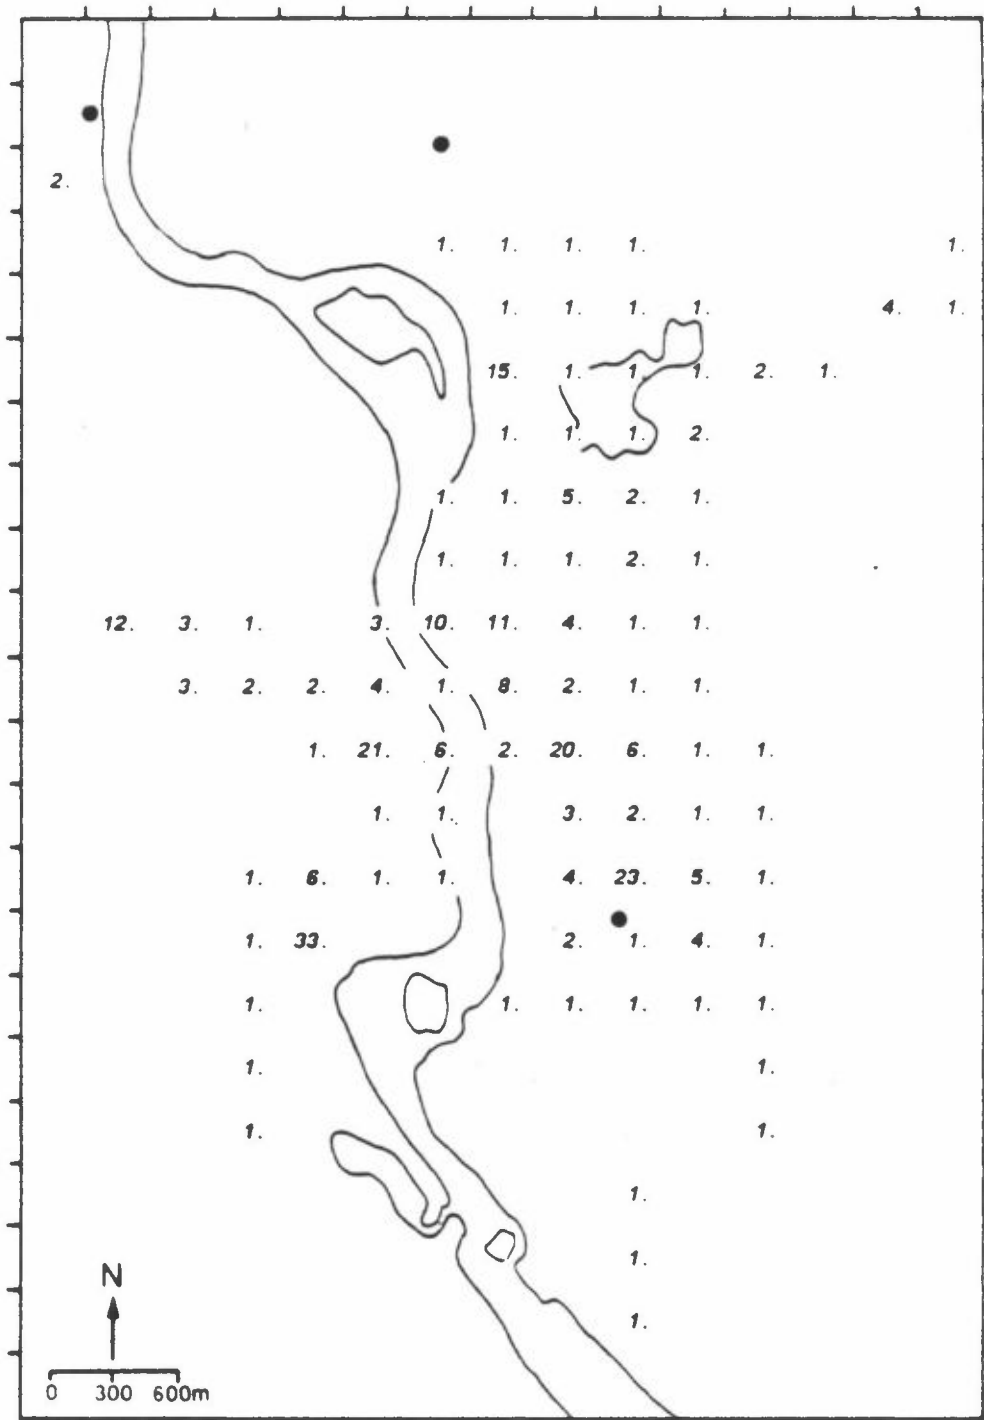 2.
1. 1. 1. 1. 1.
1. 1. 1. 1. 4. 1.
15. 1. 1. 1. 2. 1.
1. 1. 1. 2.
1. 1. 5. 2. 1.
1. 1. 1. 2. 1.
12. 3. 1. 3. 10. 11. 4. 1. 1.
3. 2. 2. 4. 1. 8. 2. 1. 1.
1. 21. 6. 2. 20. 6. 1. 1.
1. 1. 3. 2. 1. 1.
1. 6. 1. 1. 4. 23. 5. 1.
1. 33. 2. 1. 4. 1.
1. 1. 1. 1. 1. 1.
1. 1.
1. 1.
1.
1.
1.
N
0 300 600m